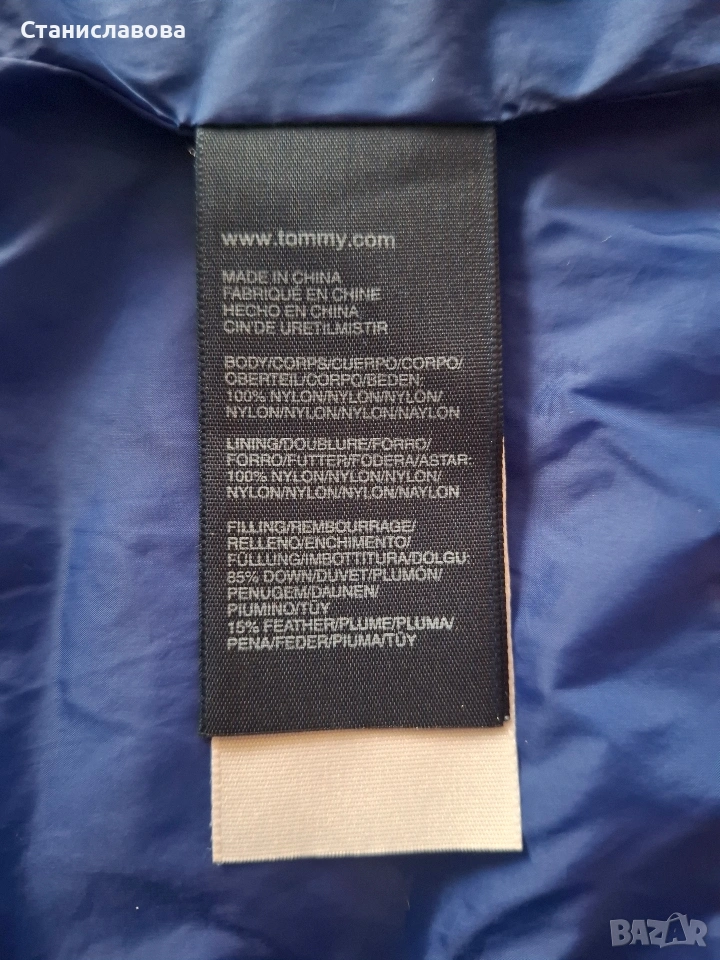 Станиславова
www.tommy.com
MADE IN CHINA
FABRIQUÉ EN CHINE
HECHO EN CHINA
CIN'DE URETILMISTIR
BODY/CORPS/CUERPO/CORPO/
OBERTEIL/CORPO/BEDEN:
100% NYLON/NYLON/NYLON/
NYLON/NYLON/NYLON/NAYLON
LINING/DOUBLURE/FORRO/
FORRO/FUTTER/FODERA/ASTAR:
100% NYLON/NYLON/NYLON/
NYLON/NYLON/NYLON/NAYLON
FILLING/REMBOURRAGE/
RELLENO/ENCHIMENTO/
FÜLLUNG/IMBOTTITURA/DOLGU:
85% DOWN/DUVET/PLUMÓN/
PENUGEM/DAUNEN/
PIUMINO/TÜY
15% FEATHER/PLUME/PLUMA/
PENA/FEDER/PIUMA/TÜY
BAZAR